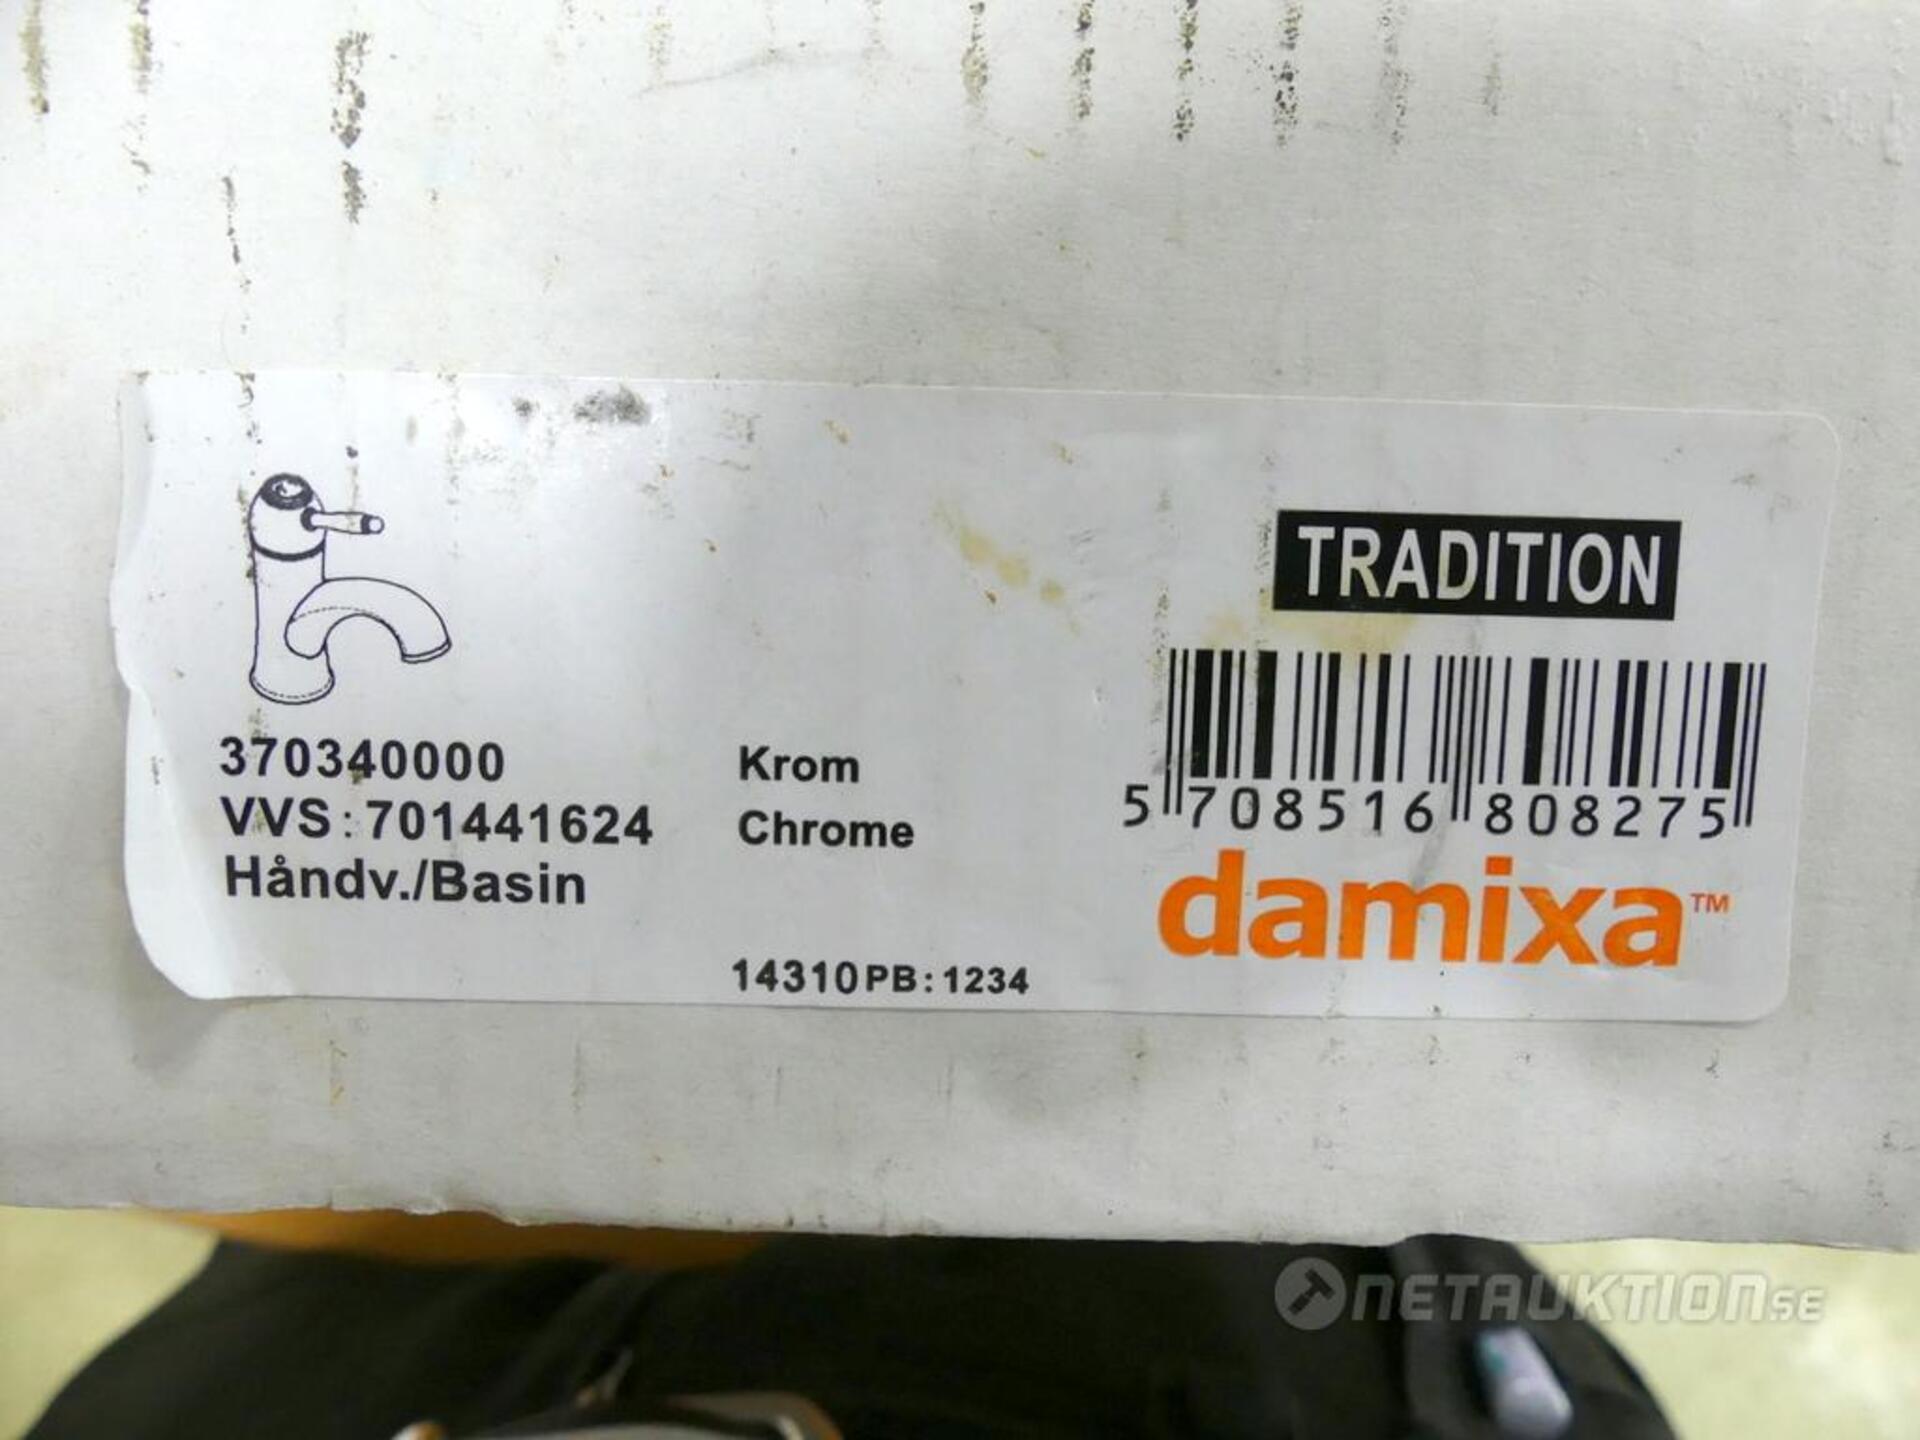 TRADITION
370340000
VVS: 701441624
Håndv./Basin
Krom
Chrome
14310PB: 1234
5 708516 808275
damixa™
NETAUKTION.SE